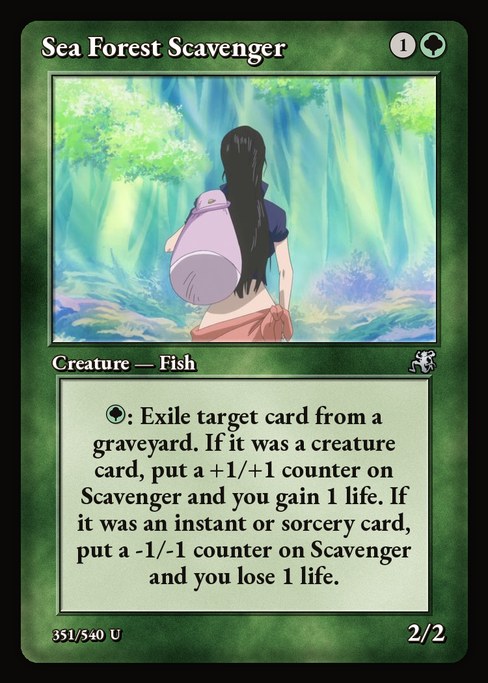 Sea Forest Scavenger 1
Creature — Fish
: Exile target card from a
graveyard. If it was a creature
card, put a +1/+1 counter on
Scavenger and you gain 1 life. If
it was an instant or sorcery card,
put a -1/-1 counter on Scavenger
and you lose 1 life.
351/540 U 2/2